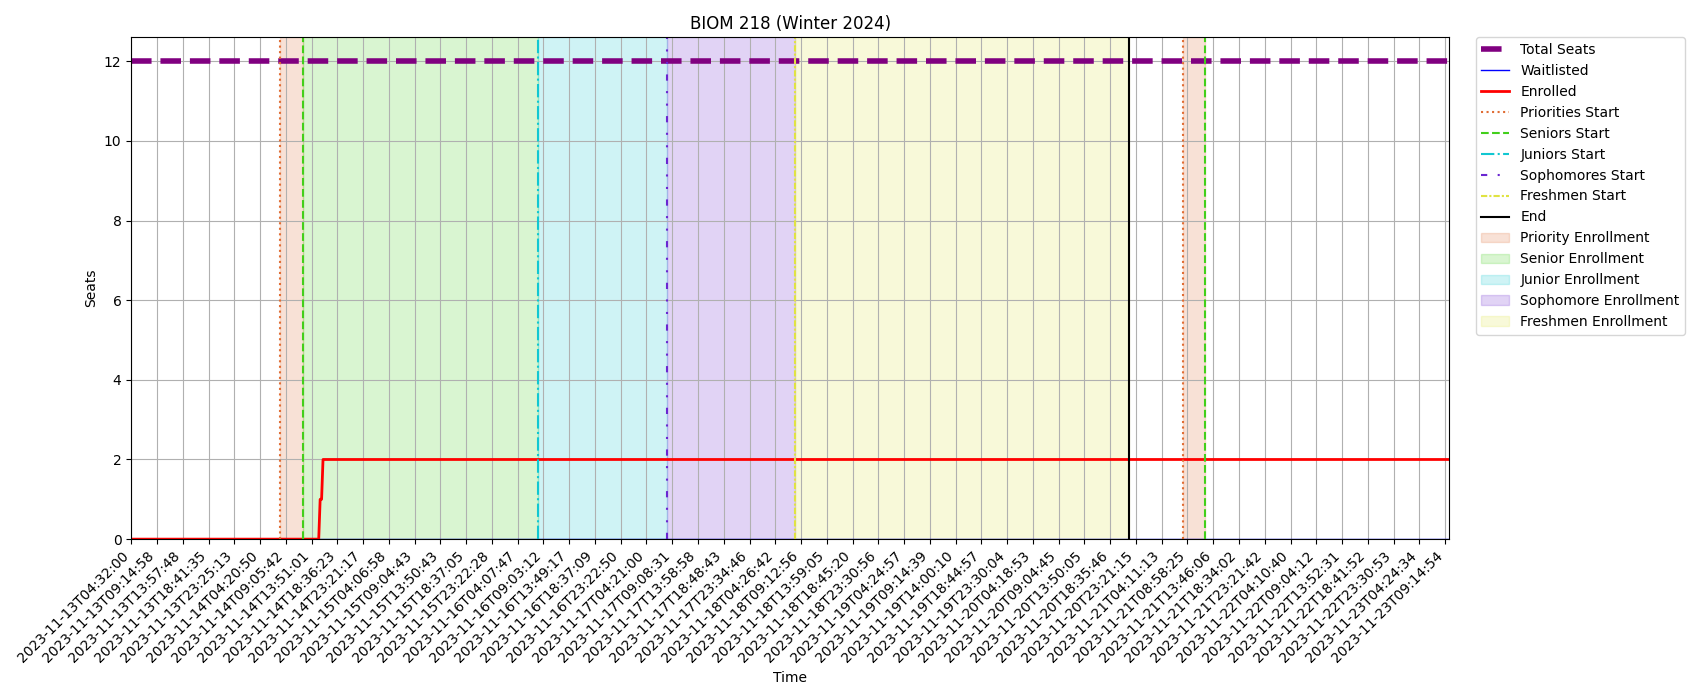 BIOM 218 (Winter 2024)
Seats
12
10
8
6
4
2
0
2023-11-13T04:32:00
2023-11-13T09:14:58
2023-11-13T13:57:48
2023-11-13T18:41:35
2023-11-13T23:25:13
2023-11-14T04:20:50
2023-11-14T09:05:42
2023-11-14T13:51:01
2023-11-14T18:36:23
2023-11-14T23:21:17
2023-11-15T04:06:58
2023-11-15T09:04:43
2023-11-15T13:50:43
2023-11-15T18:37:05
2023-11-15T23:22:28
2023-11-16T04:07:47
2023-11-16T09:03:12
2023-11-16T13:49:17
2023-11-16T18:37:09
2023-11-16T23:22:50
2023-11-17T04:21:00
2023-11-17T09:08:31
2023-11-17T13:58:58
2023-11-17T18:48:43
2023-11-17T23:34:46
2023-11-18T04:26:42
2023-11-18T09:12:56
2023-11-18T13:59:05
2023-11-18T18:45:20
2023-11-18T23:30:56
2023-11-19T04:24:57
2023-11-19T09:14:39
2023-11-19T14:00:10
2023-11-19T18:44:57
2023-11-19T23:30:04
2023-11-20T04:18:53
2023-11-20T09:04:45
2023-11-20T13:50:05
2023-11-20T18:35:46
2023-11-20T23:21:15
2023-11-21T04:11:13
2023-11-21T08:58:25
2023-11-21T13:46:06
2023-11-21T18:34:02
2023-11-21T23:21:42
2023-11-22T04:10:40
2023-11-22T09:04:12
2023-11-22T13:52:31
2023-11-22T18:41:52
2023-11-22T23:30:53
2023-11-23T04:24:34
2023-11-23T09:14:54
Time
Total Seats
Waitlisted
Enrolled
Priorities Start
Seniors Start
Juniors Start
Sophomores Start
Freshmen Start
End
Priority Enrollment
Senior Enrollment
Junior Enrollment
Sophomore Enrollment
Freshmen Enrollment